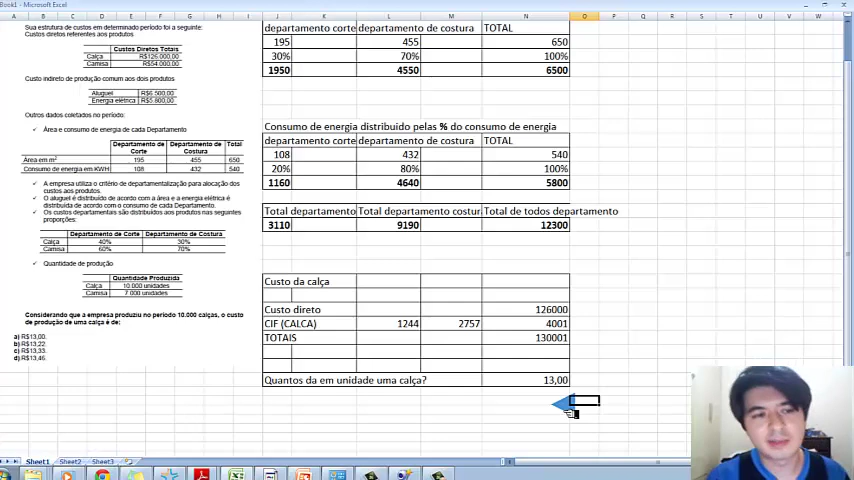 Book1 - Microsoft Excel
A B C D E F G H I J K L M N O P Q R S T U V W
Sua estrutura de custos em determinado período foi a seguinte:
Custos diretos referentes aos produtos
Custos Diretos Totais
Calça R$126.000,00
Camisa R$54.000,00
Custo indireto de produção comum aos dois produtos
Aluguel R$6.500,00
Energia elétrica R$5.800,00
Outros dados coletados no período:
✓ Área e consumo de energia de cada Departamento
Departamento de Corte Departamento de Costura Total
Área em m² 195 455 650
Consumo de energia em KWH 108 432 540
✓ A empresa utiliza o critério de departamentalização para alocação dos
custos aos produtos.
✓ O aluguel é distribuído de acordo com a área e a energia elétrica é
distribuída de acordo com o consumo de cada Departamento.
✓ Os custos departamentais são distribuídos aos produtos nas seguintes
proporções:
Departamento de Corte Departamento de Costura
Calça 40% 30%
Camisa 60% 70%
✓ Quantidade de produção
Quantidade Produzida
Calça 10.000 unidades
Camisa 7 000 unidades
Considerando que a empresa produziu no período 10.000 calças, o custo
de produção de uma calça é de:
a) R$13,00.
b) R$13,22.
c) R$13,33.
d) R$13,46.
departamento corte departamento de costura TOTAL
195 455 650
30% 70% 100%
1950 4550 6500
Consumo de energia distribuido pelas % do consumo de energia
departamento corte departamento de costura TOTAL
108 432 540
20% 80% 100%
1160 4640 5800
Total departamento Total departamento costur Total de todos departamento
3110 9190 12300
Custo da calça
Custo direto 126000
CIF (CALCA) 1244 2757 4001
TOTAIS 130001
Quantos da em unidade uma calça? 13,00
Sheet1 Sheet2 Sheet3